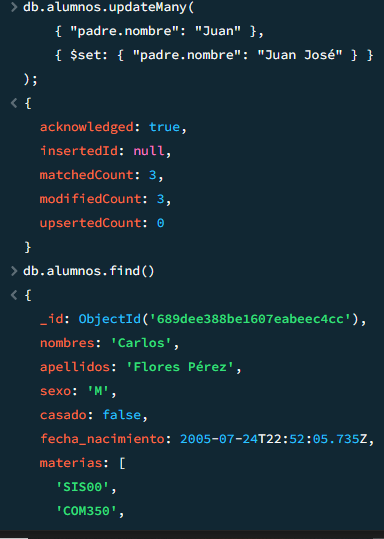 > db.alumnos.updateMany(
{ "padre.nombre": "Juan" },
{ $set: { "padre.nombre": "Juan José" } }
);
< {
acknowledged: true,
insertedId: null,
matchedCount: 3,
modifiedCount: 3,
upsertedCount: 0
}
> db.alumnos.find()
< {
_id: ObjectId('689dee388be1607eabeec4cc'),
nombres: 'Carlos',
apellidos: 'Flores Pérez',
sexo: 'M',
casado: false,
fecha_nacimiento: 2005-07-24T22:52:05.735Z,
materias: [
'SIS00',
'COM350',